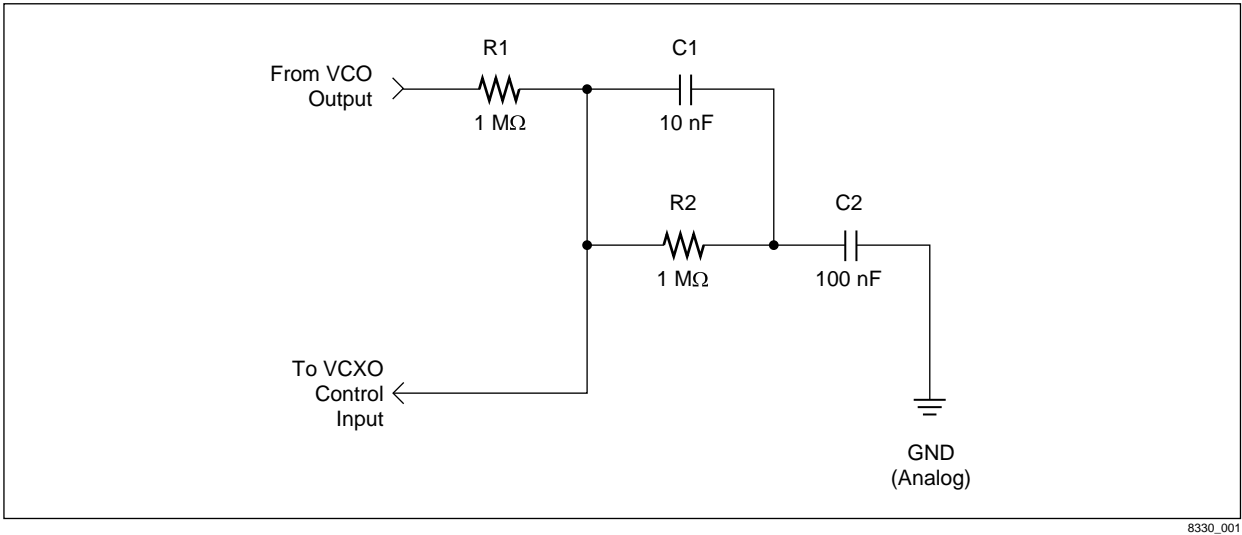 R1
C1
From VCO
Output
1 MΩ
10 nF
R2
C2
1 MΩ
100 nF
To VCXO
Control
Input
GND
(Analog)
8330_001